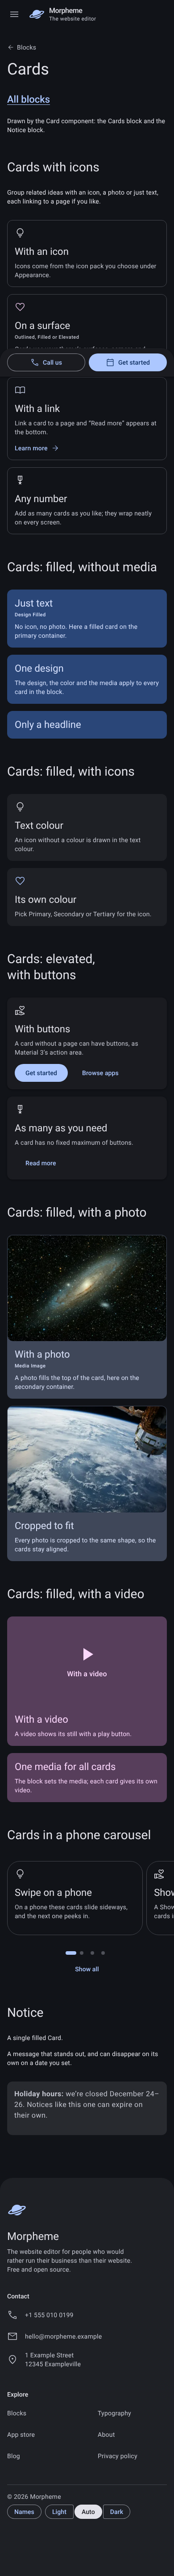 Morpheme
The website editor
Blocks
Cards
All blocks
Drawn by the Card component: the Cards block and the
Notice block.
Cards with icons
Group related ideas with an icon, a photo or just text,
each linking to a page if you like.
With an icon
Icons come from the icon pack you choose under
Appearance.
On a surface
Outlined, Filled or Elevated
Call us
Get started
With a link
Link a card to a page and “Read more” appears at
the bottom.
Learn more
Any number
Add as many cards as you like; they wrap neatly
on every screen.
Cards: filled, without media
Just text
Design Filled
No icon, no photo. Here a filled card on the
primary container.
One design
The design, the color and the media apply to every
card in the block.
Only a headline
Cards: filled, with icons
Text colour
An icon without a colour is drawn in the text
colour.
Its own colour
Pick Primary, Secondary or Tertiary for the icon.
Cards: elevated,
with buttons
With buttons
A card without a page can have buttons, as
Material 3’s action area.
Get started
Browse apps
As many as you need
A card has no fixed maximum of buttons.
Read more
Cards: filled, with a photo
With a photo
Media Image
A photo fills the top of the card, here on the
secondary container.
Cropped to fit
Every photo is cropped to the same shape, so the
cards stay aligned.
Cards: filled, with a video
With a video
With a video
A video shows its still with a play button.
One media for all cards
The block sets the media; each card gives its own
video.
Cards in a phone carousel
Swipe on a phone
On a phone these cards slide sideways,
and the next one peeks in.
Show
A Show
cards i
Show all
Notice
A single filled Card.
A message that stands out, and can disappear on its
own on a date you set.
Holiday hours: we’re closed December 24–
26. Notices like this one can expire on
their own.
Morpheme
The website editor for people who would
rather run their business than their website.
Free and open source.
Contact
+1 555 010 0199
hello@morpheme.example
1 Example Street
12345 Exampleville
Explore
Blocks
Typography
App store
About
Blog
Privacy policy
© 2026 Morpheme
Names
Light
Auto
Dark